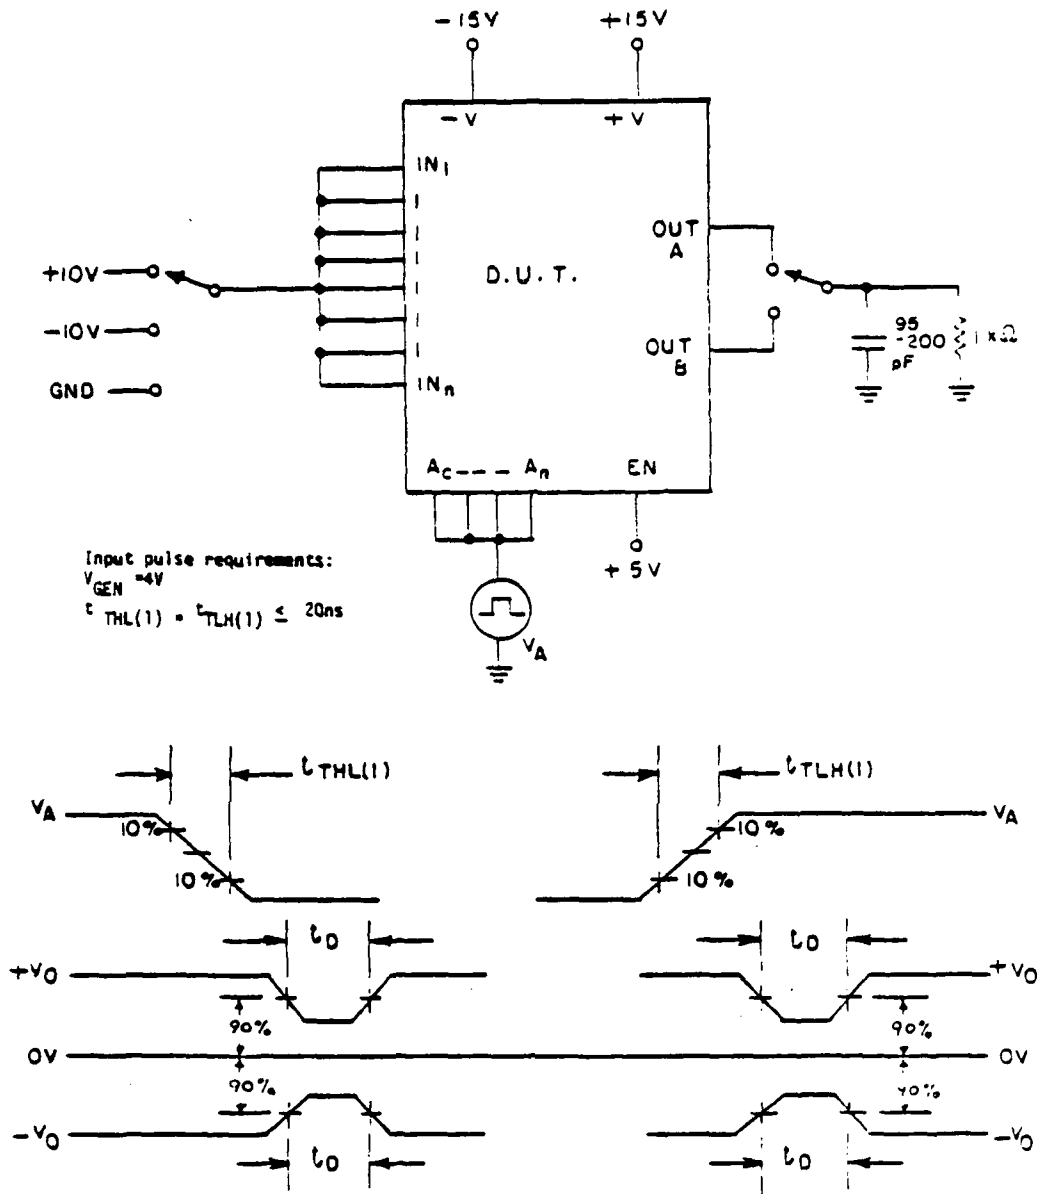 -15V
+15V
-V
+V
IN1
OUT
A
+10V
D.U.T.
-10V
OUT
B
GND
INn
95
-200
pF
1 KΩ
Ac --- An
EN
+5V
Input pulse requirements:
VGEN =4V
tTHL(1) = tTLH(1) ≤ 20ns
VA
tTHL(1)
tTLH(1)
VA
VA
10%
10%
10%
10%
tD
tD
+VO
+VO
90%
90%
0V
0V
90%
90%
-VO
-VO
tD
tD